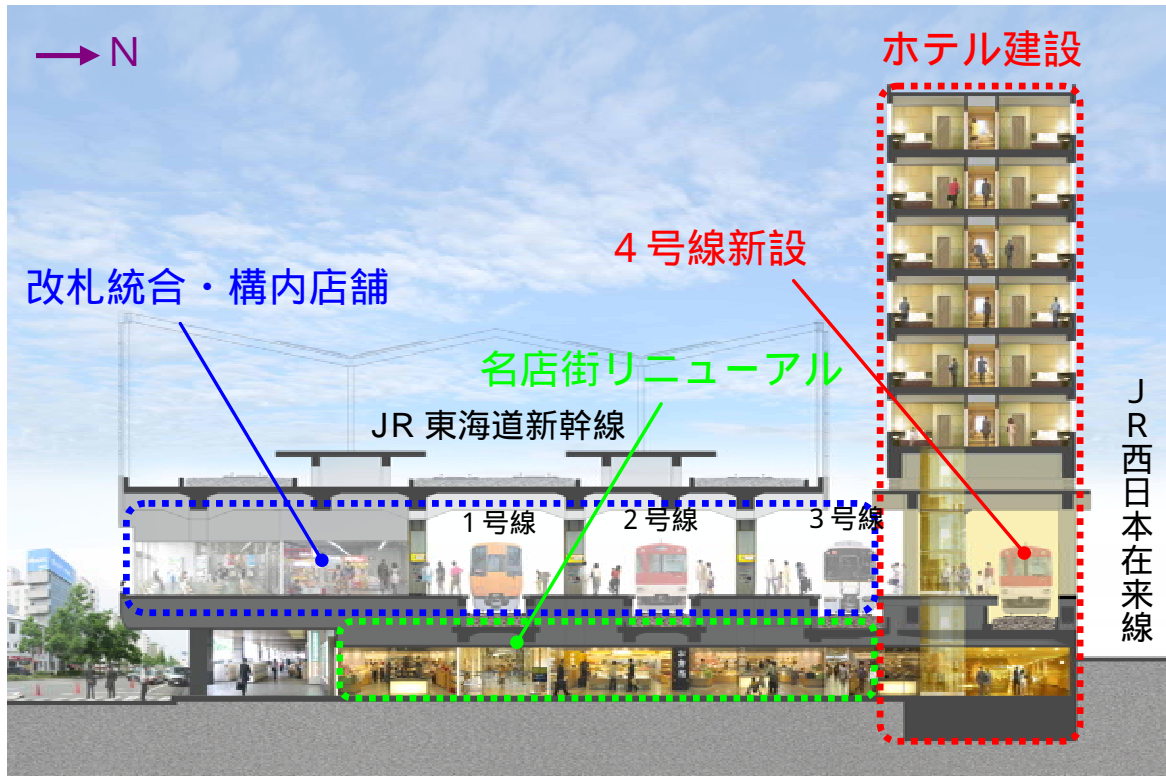 N
ホテル建設
4号線新設
改札統合・構内店舗
名店街リニューアル
JR 東海道新幹線
1号線
2号線
3号線
JR西日本在来線